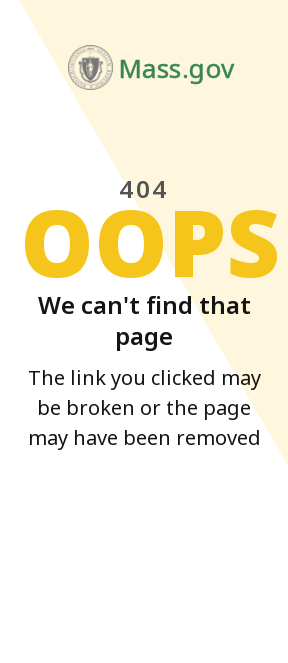 Mass.gov
404
OOPS
We can't find that
page
The link you clicked may
be broken or the page
may have been removed